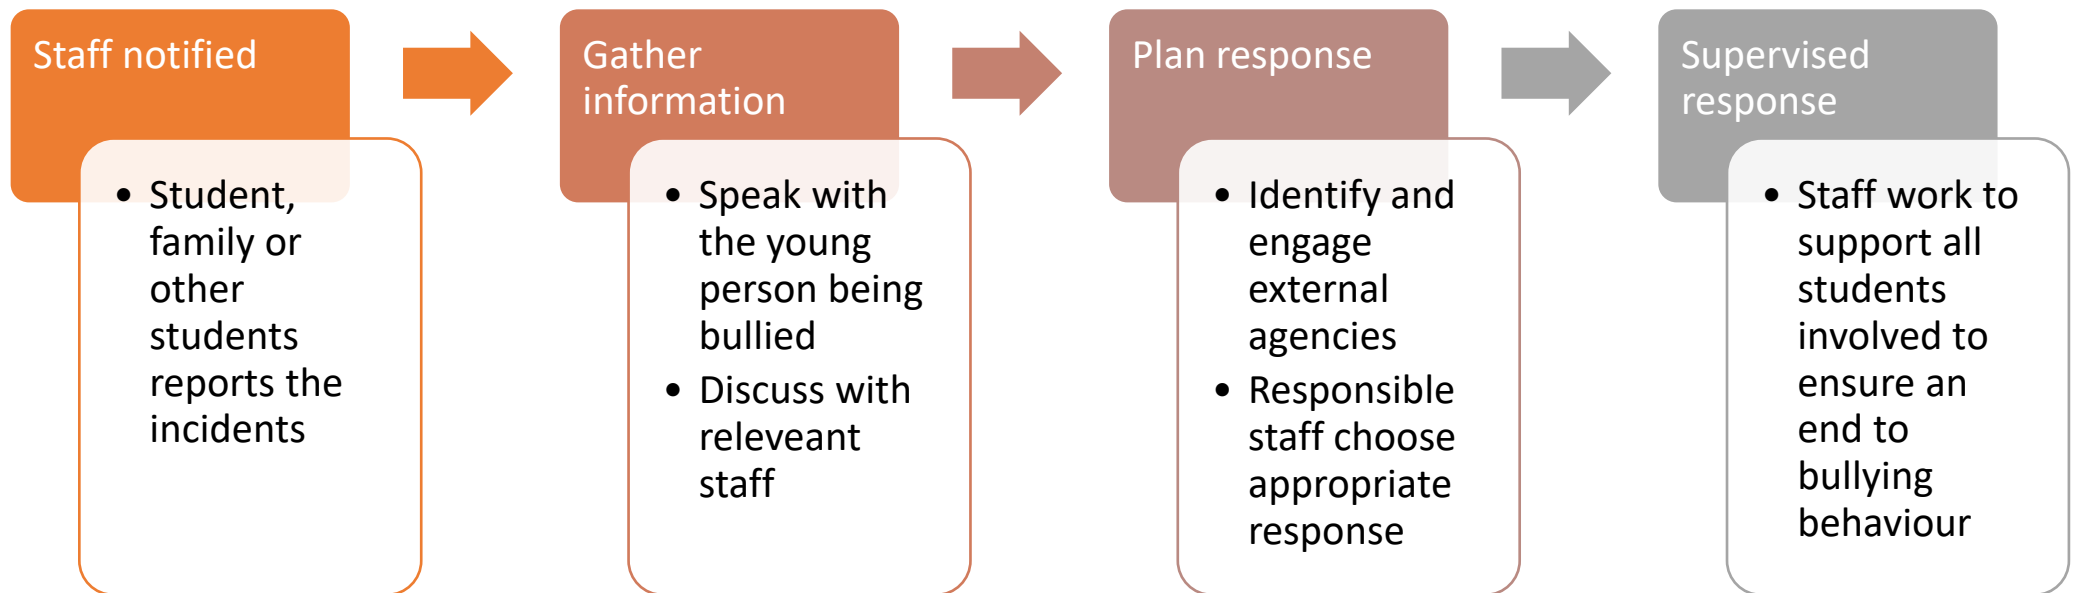 Staff notified
• Student,
family or
other
students
reports the
incidents
Gather
information
• Speak with
the young
person being
bullied
• Discuss with
releveant
staff
Plan response
• Identify and
engage
external
agencies
• Responsible
staff choose
appropriate
response
Supervised
response
• Staff work to
support all
students
involved to
ensure an
end to
bullying
behaviour